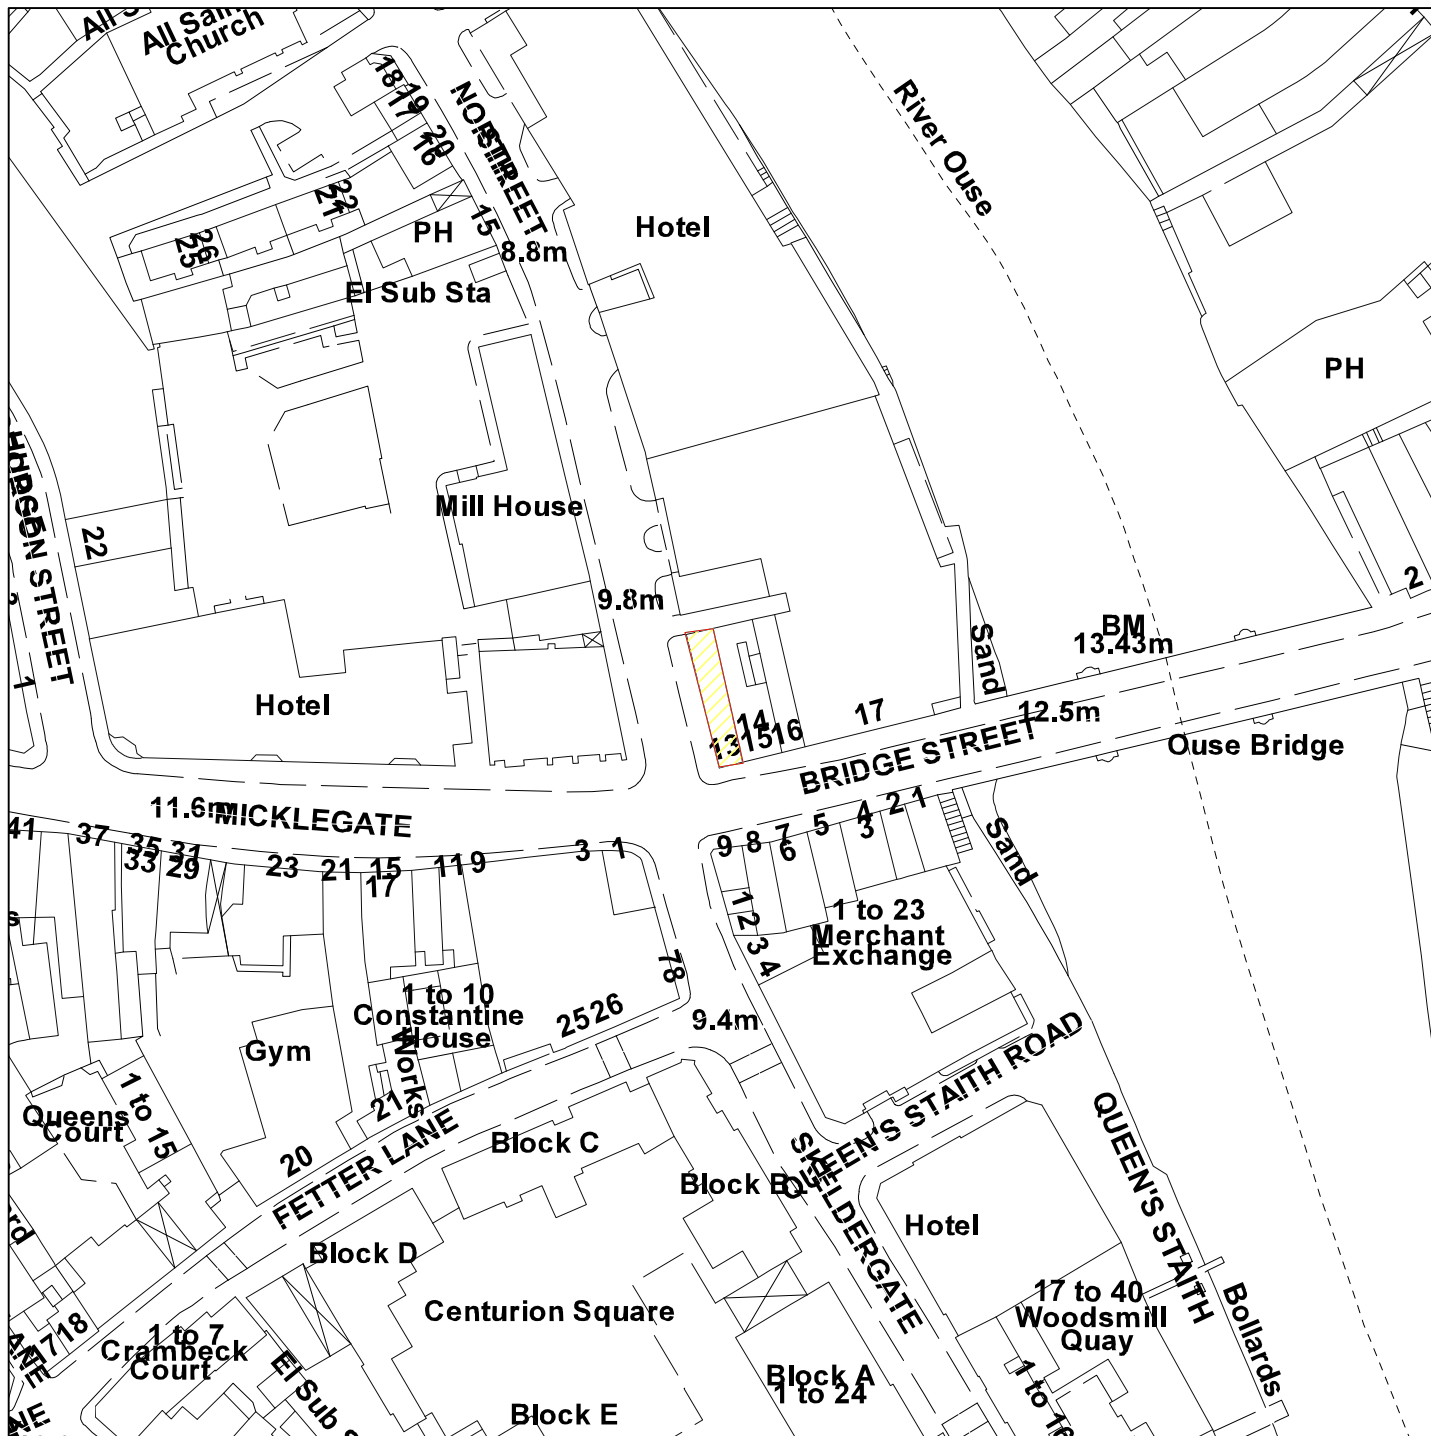 All Sain
Church
18
19
17
20
16
NORTH STREET
22
21
26
25
PH
15
8.8m
El Sub Sta
Hotel
River Ouse
PH
Mill House
22
STREET
9.8m
Hotel
1
Sand
BM
13.43m
12.5m
2
17
14
13
15
16
BRIDGE STREET
Ouse Bridge
11.6m
MICKLEGATE
41
37
35
33
31
29
23
21
15
17
11
9
3
1
9
8
7
6
5
4
3
2
1
Sand
1
2
3
4
1 to 23
Merchant
Exchange
78
1 to 10
Constantine
House
Works
25
26
9.4m
Gym
1 to 15
Queens
Court
21
20
FETTER LANE
Block C
Block B
QUEEN'S STAITH ROAD
QUEEN'S STAITH
SKELDERGATE
Hotel
Block D
Centurion Square
17 to 40
Woodsmill
Quay
Bollards
17
18
1 to 7
Crambeck
Court
El Sub S
Block A
1 to 24
1 to 16
Block E